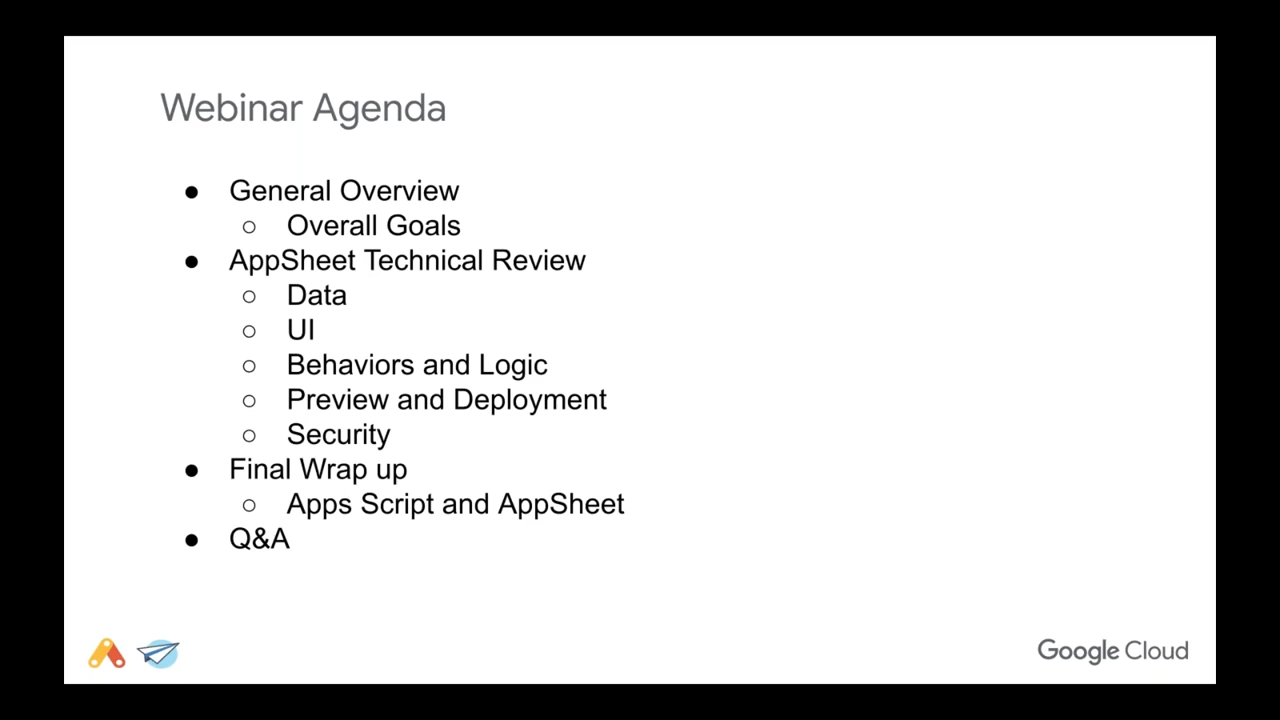 Webinar Agenda
● General Overview
○ Overall Goals
● AppSheet Technical Review
○ Data
○ UI
○ Behaviors and Logic
○ Preview and Deployment
○ Security
● Final Wrap up
○ Apps Script and AppSheet
● Q&A
Google Cloud